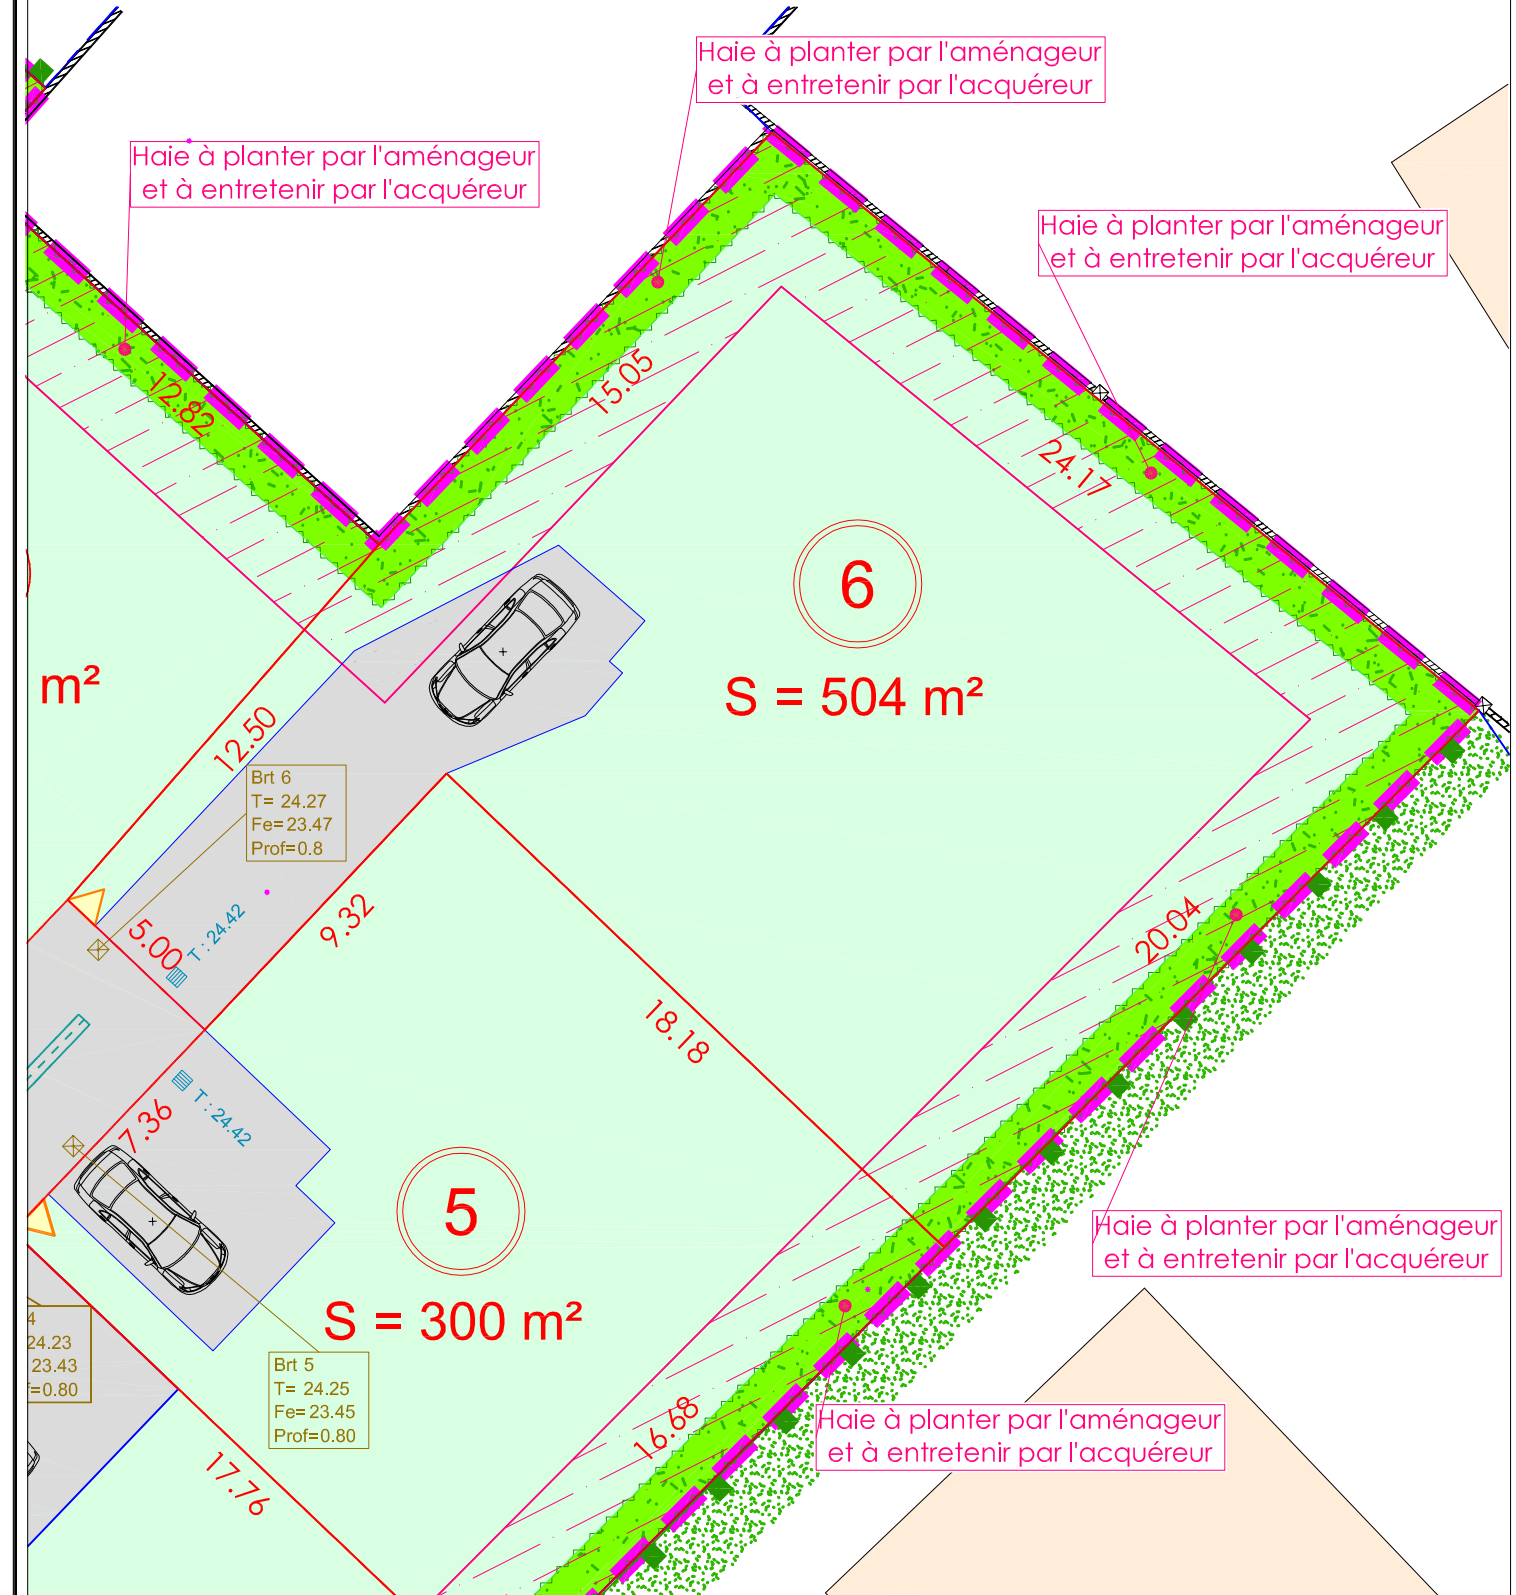 Haie à planter par l'aménageur
et à entretenir par l'acquéreur
Haie à planter par l'aménageur
et à entretenir par l'acquéreur
Haie à planter par l'aménageur
et à entretenir par l'acquéreur
12.82
15.05
24.17
6
S = 504 m²
m²
12.50
Brt 6
T= 24.27
Fe=23.47
Prof=0.8
5.00
T : 24.42
9.32
20.04
18.18
T : 24.42
7.36
5
S = 300 m²
Haie à planter par l'aménageur
et à entretenir par l'acquéreur
4
24.23
23.43
=0.80
Brt 5
T= 24.25
Fe=23.45
Prof=0.80
16.68
Haie à planter par l'aménageur
et à entretenir par l'acquéreur
17.76